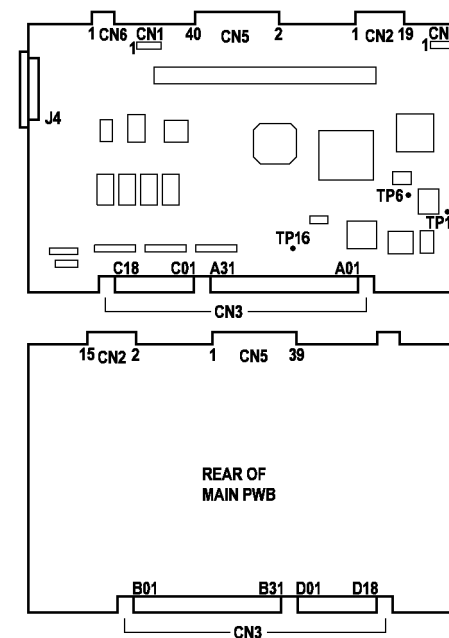 1 CN6 CN1 40 CN5 2 1 CN2 19 CN
1 1
J4
TP6
TP1
TP16
C18 C01 A31 A01
CN3
15 CN2 2 1 CN5 39
REAR OF
MAIN PWB
B01 B31 D01 D18
CN3